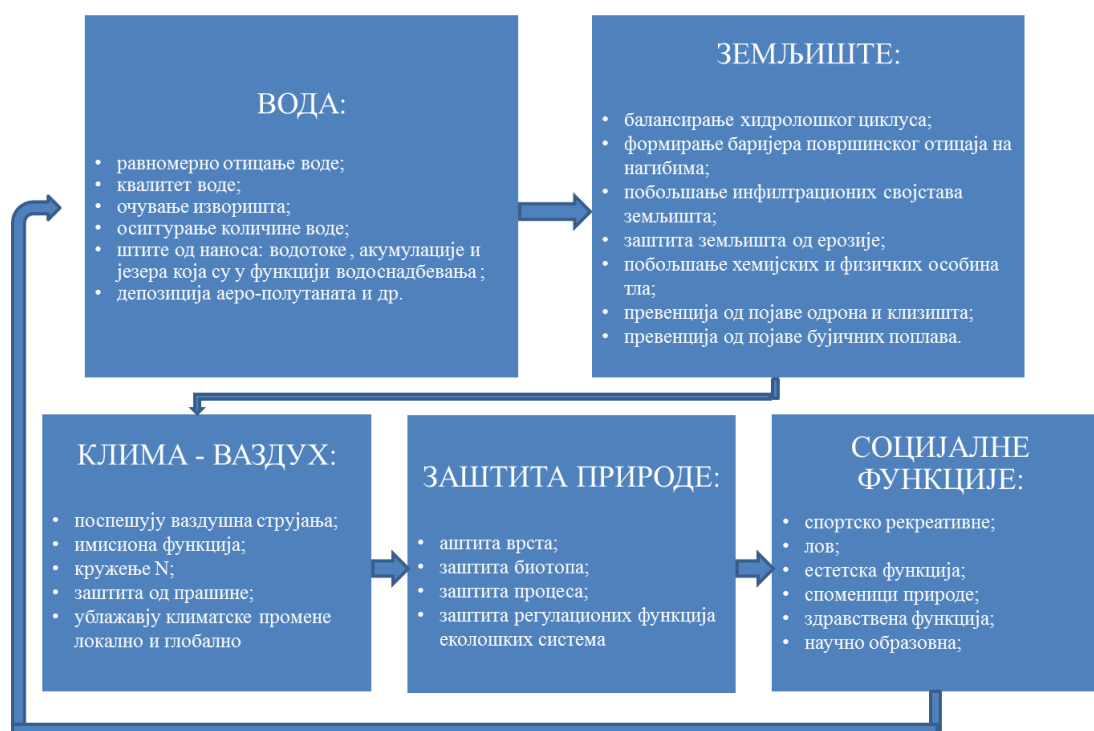 ВОДА:
• равномерно отицање воде;
• квалитет воде;
• очување изворишта;
• осиггурање количине воде;
• штите од наноса: водотоке , акумулације и
језера која су у функцији водоснадбевања ;
• депозиција аеро-полутаната и др.
ЗЕМЉИШТЕ:
• балансирање хидролошког циклуса;
• формирање баријера површинског отицаја на
нагибима;
• побољшање инфилтрационих својстава
земљишта;
• заштита земљишта од ерозије;
• побољшање хемијских и физичких особина
тла;
• превенција од појаве одрона и клизишта;
• превенција од појаве бујичних поплава.
КЛИМА - ВАЗДУХ:
• поспешују ваздушна струјања;
• имисиона функција;
• кружење N;
• заштита од прашине;
• ублажавју климатске промене
локално и глобално
ЗАШТИТА ПРИРОДЕ:
• аштита врста;
• заштита биотопа;
• заштита процеса;
• заштита регулационих функција
еколошких система
СОЦИЈАЛНЕ
ФУНКЦИЈЕ:
• спортско рекреативне;
• лов;
• естетска функција;
• споменици природе;
• здравствена функција;
• научно образовна;